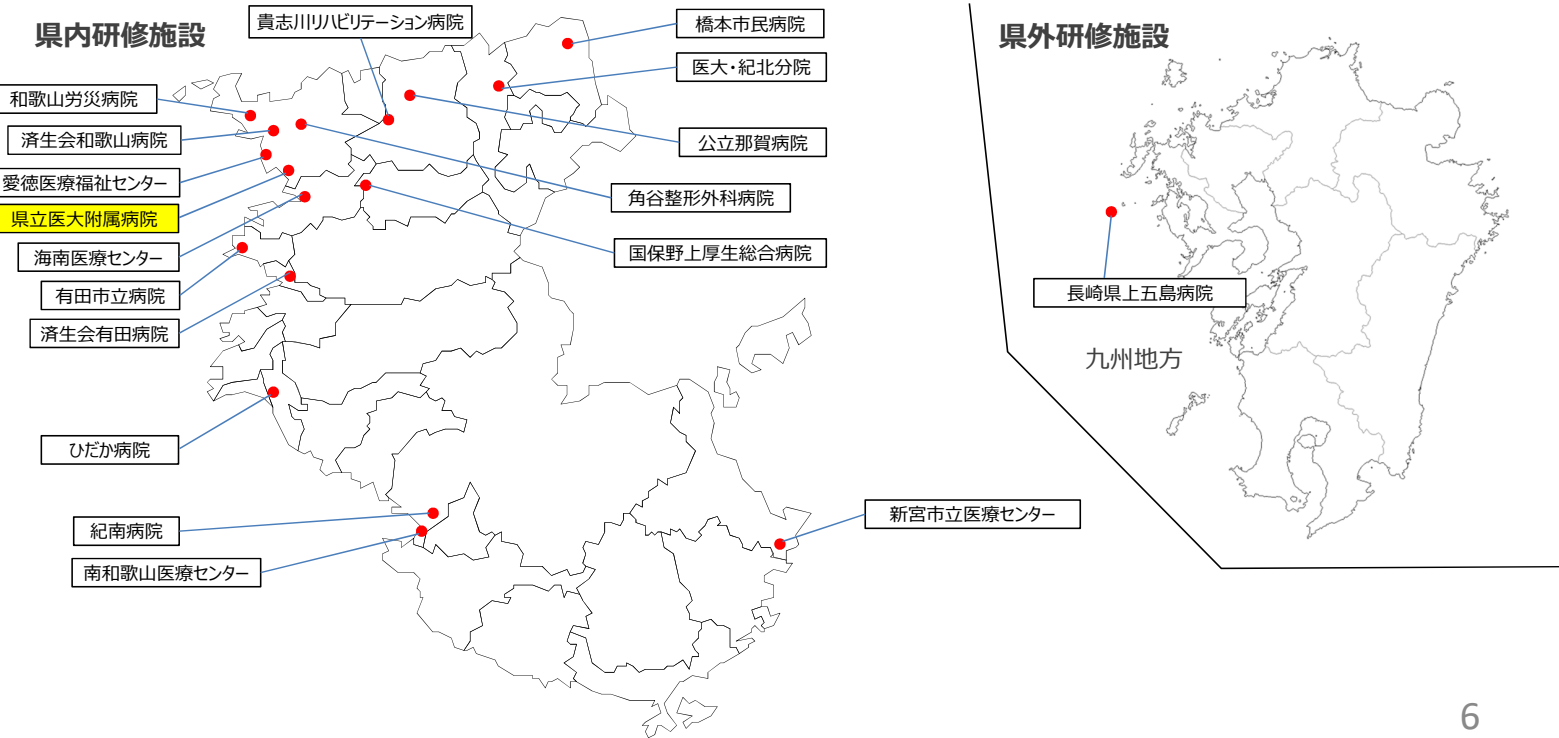 県内研修施設
貴志川リハビリテーション病院
橋本市民病院
医大・紀北分院
和歌山労災病院
済生会和歌山病院
公立那賀病院
愛徳医療福祉センター
角谷整形外科病院
県立医大附属病院
海南医療センター
国保野上厚生総合病院
有田市立病院
済生会有田病院
ひだか病院
紀南病院
南和歌山医療センター
新宮市立医療センター
県外研修施設
長崎県上五島病院
九州地方
6